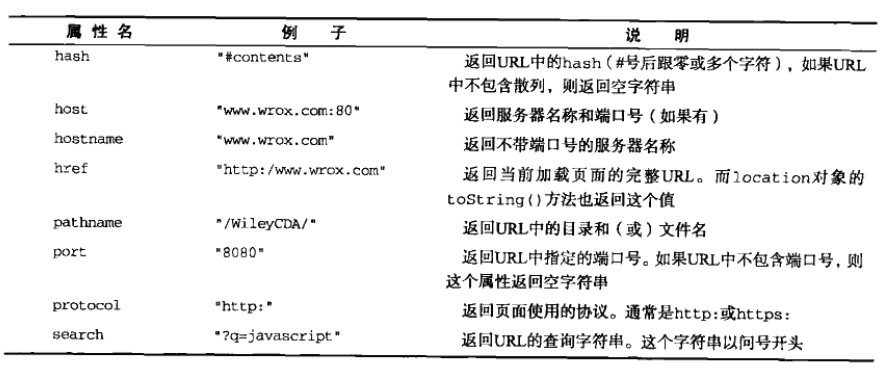 属性名 例子 说明
hash "#contents" 返回URL中的hash（#号后跟零或多个字符），如果URL
中不包含散列，则返回空字符串
host "www.wrox.com:80" 返回服务器名称和端口号（如果有）
hostname "www.wrox.com" 返回不带端口号的服务器名称
href "http:/www.wrox.com" 返回当前加载页面的完整URL。而location对象的
toString()方法也返回这个值
pathname "/WileyCDA/" 返回URL中的目录和（或）文件名
port "8080" 返回URL中指定的端口号。如果URL中不包含端口号，则
这个属性返回空字符串
protocol "http:" 返回页面使用的协议。通常是http:或https:
search "?q=javascript" 返回URL的查询字符串。这个字符串以问号开头